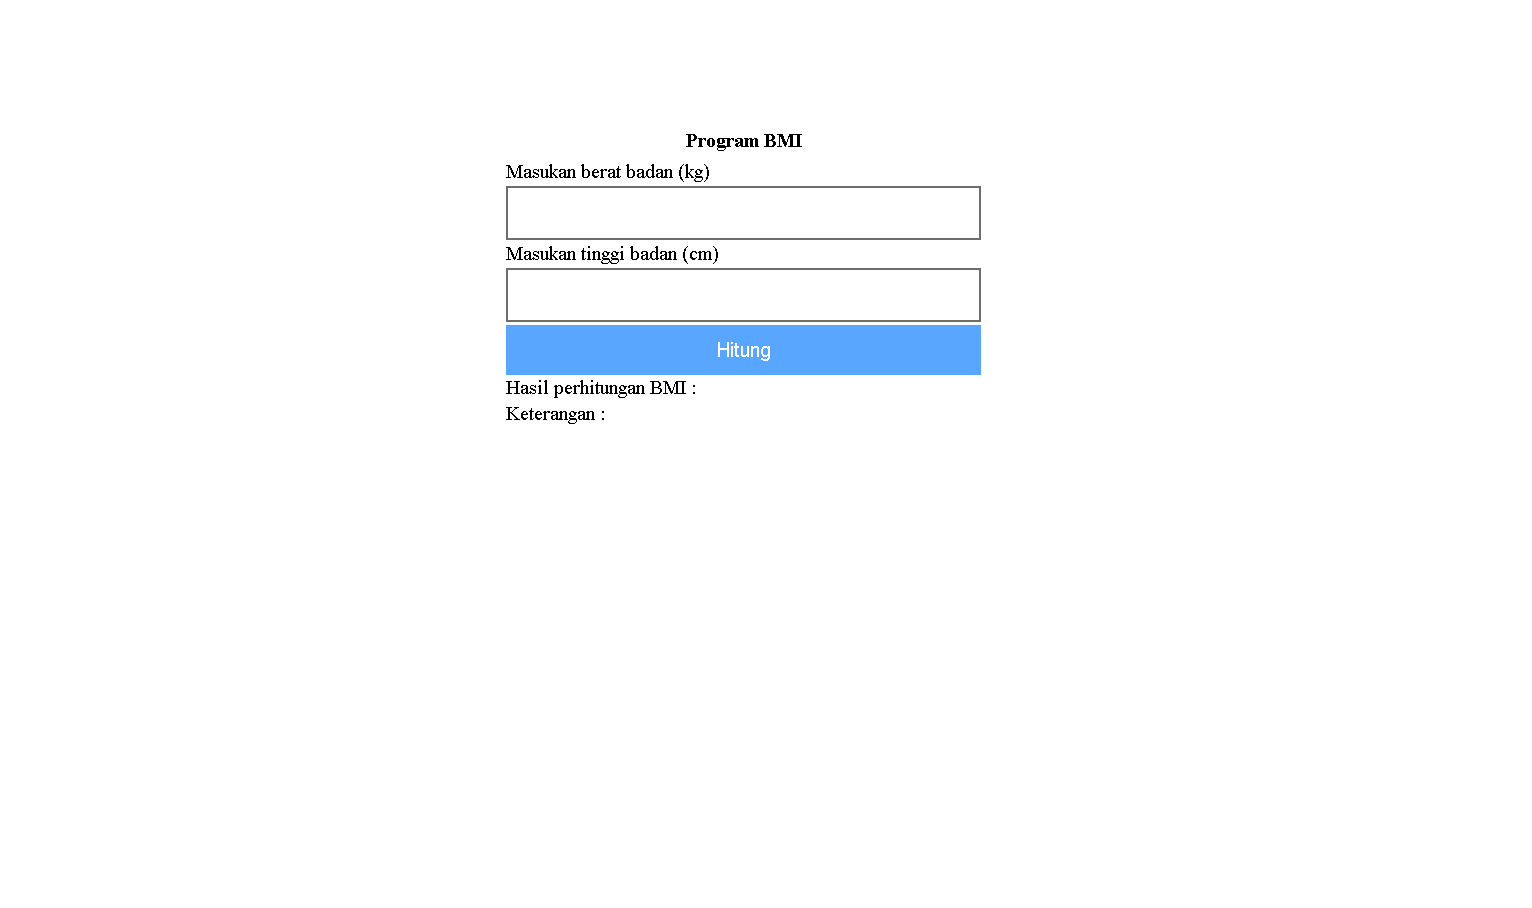 Program BMI
Masukan berat badan (kg)
Masukan tinggi badan (cm)
Hitung
Hasil perhitungan BMI :
Keterangan :